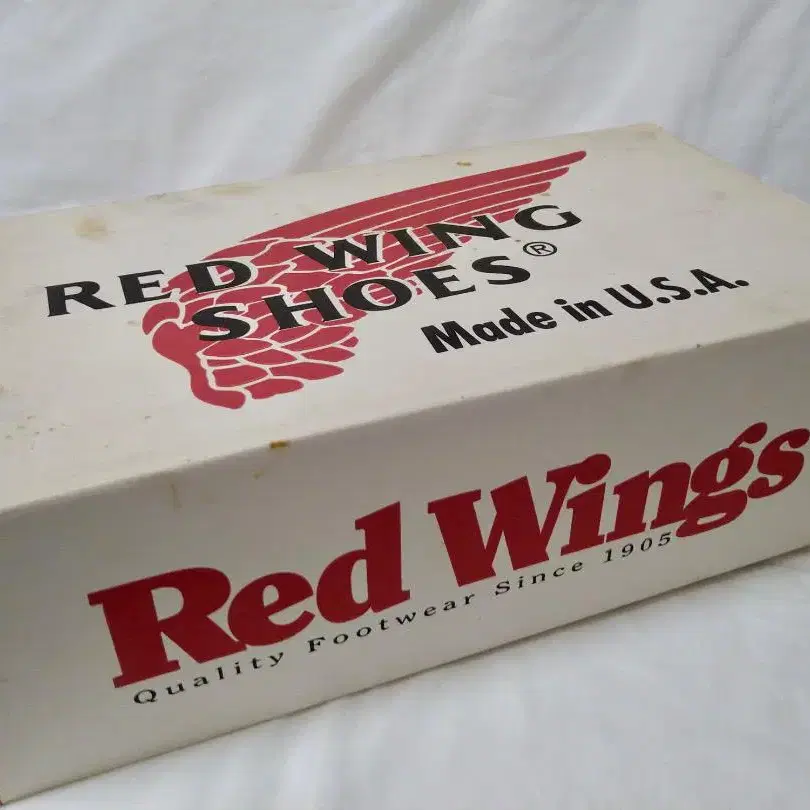 RED WING
SHOES®
Made in U.S.A.
Red Wings
Quality Footwear Since 1905